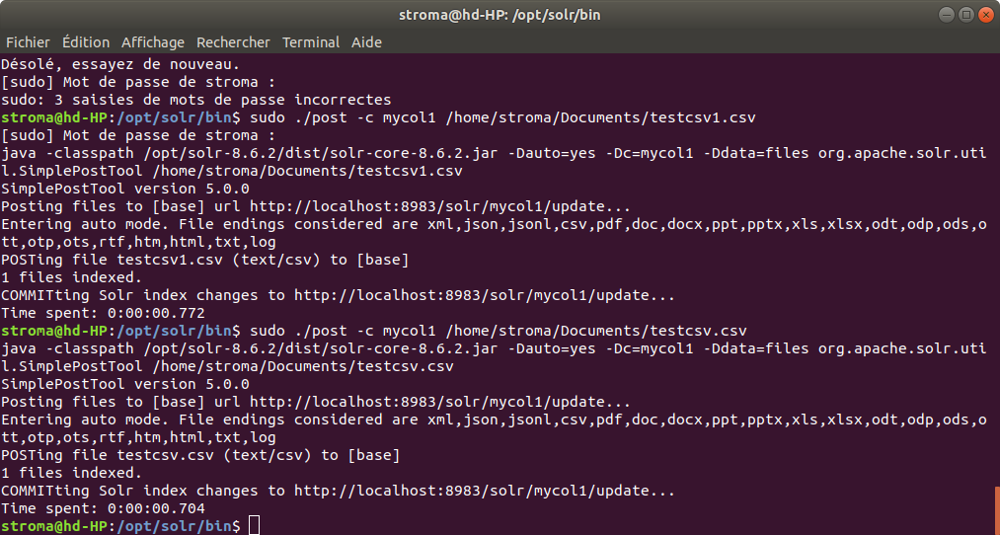 stroma@hd-HP: /opt/solr/bin
Fichier Édition Affichage Rechercher Terminal Aide
Désolé, essayez de nouveau.
[sudo] Mot de passe de stroma :
sudo: 3 saisies de mots de passe incorrectes
stroma@hd-HP:/opt/solr/bin$ sudo ./post -c mycol1 /home/stroma/Documents/testcsv1.csv
[sudo] Mot de passe de stroma :
java -classpath /opt/solr-8.6.2/dist/solr-core-8.6.2.jar -Dauto=yes -Dc=mycol1 -Ddata=files org.apache.solr.uti
l.SimplePostTool /home/stroma/Documents/testcsv1.csv
SimplePostTool version 5.0.0
Posting files to [base] url http://localhost:8983/solr/mycol1/update...
Entering auto mode. File endings considered are xml,json,jsonl,csv,pdf,doc,docx,ppt,pptx,xls,xlsx,odt,odp,ods,o
tt,otp,ots,rtf,htm,html,txt,log
POSTing file testcsv1.csv (text/csv) to [base]
1 files indexed.
COMMITting Solr index changes to http://localhost:8983/solr/mycol1/update...
Time spent: 0:00:00.772
stroma@hd-HP:/opt/solr/bin$ sudo ./post -c mycol1 /home/stroma/Documents/testcsv.csv
java -classpath /opt/solr-8.6.2/dist/solr-core-8.6.2.jar -Dauto=yes -Dc=mycol1 -Ddata=files org.apache.solr.uti
l.SimplePostTool /home/stroma/Documents/testcsv.csv
SimplePostTool version 5.0.0
Posting files to [base] url http://localhost:8983/solr/mycol1/update...
Entering auto mode. File endings considered are xml,json,jsonl,csv,pdf,doc,docx,ppt,pptx,xls,xlsx,odt,odp,ods,o
tt,otp,ots,rtf,htm,html,txt,log
POSTing file testcsv.csv (text/csv) to [base]
1 files indexed.
COMMITting Solr index changes to http://localhost:8983/solr/mycol1/update...
Time spent: 0:00:00.704
stroma@hd-HP:/opt/solr/bin$